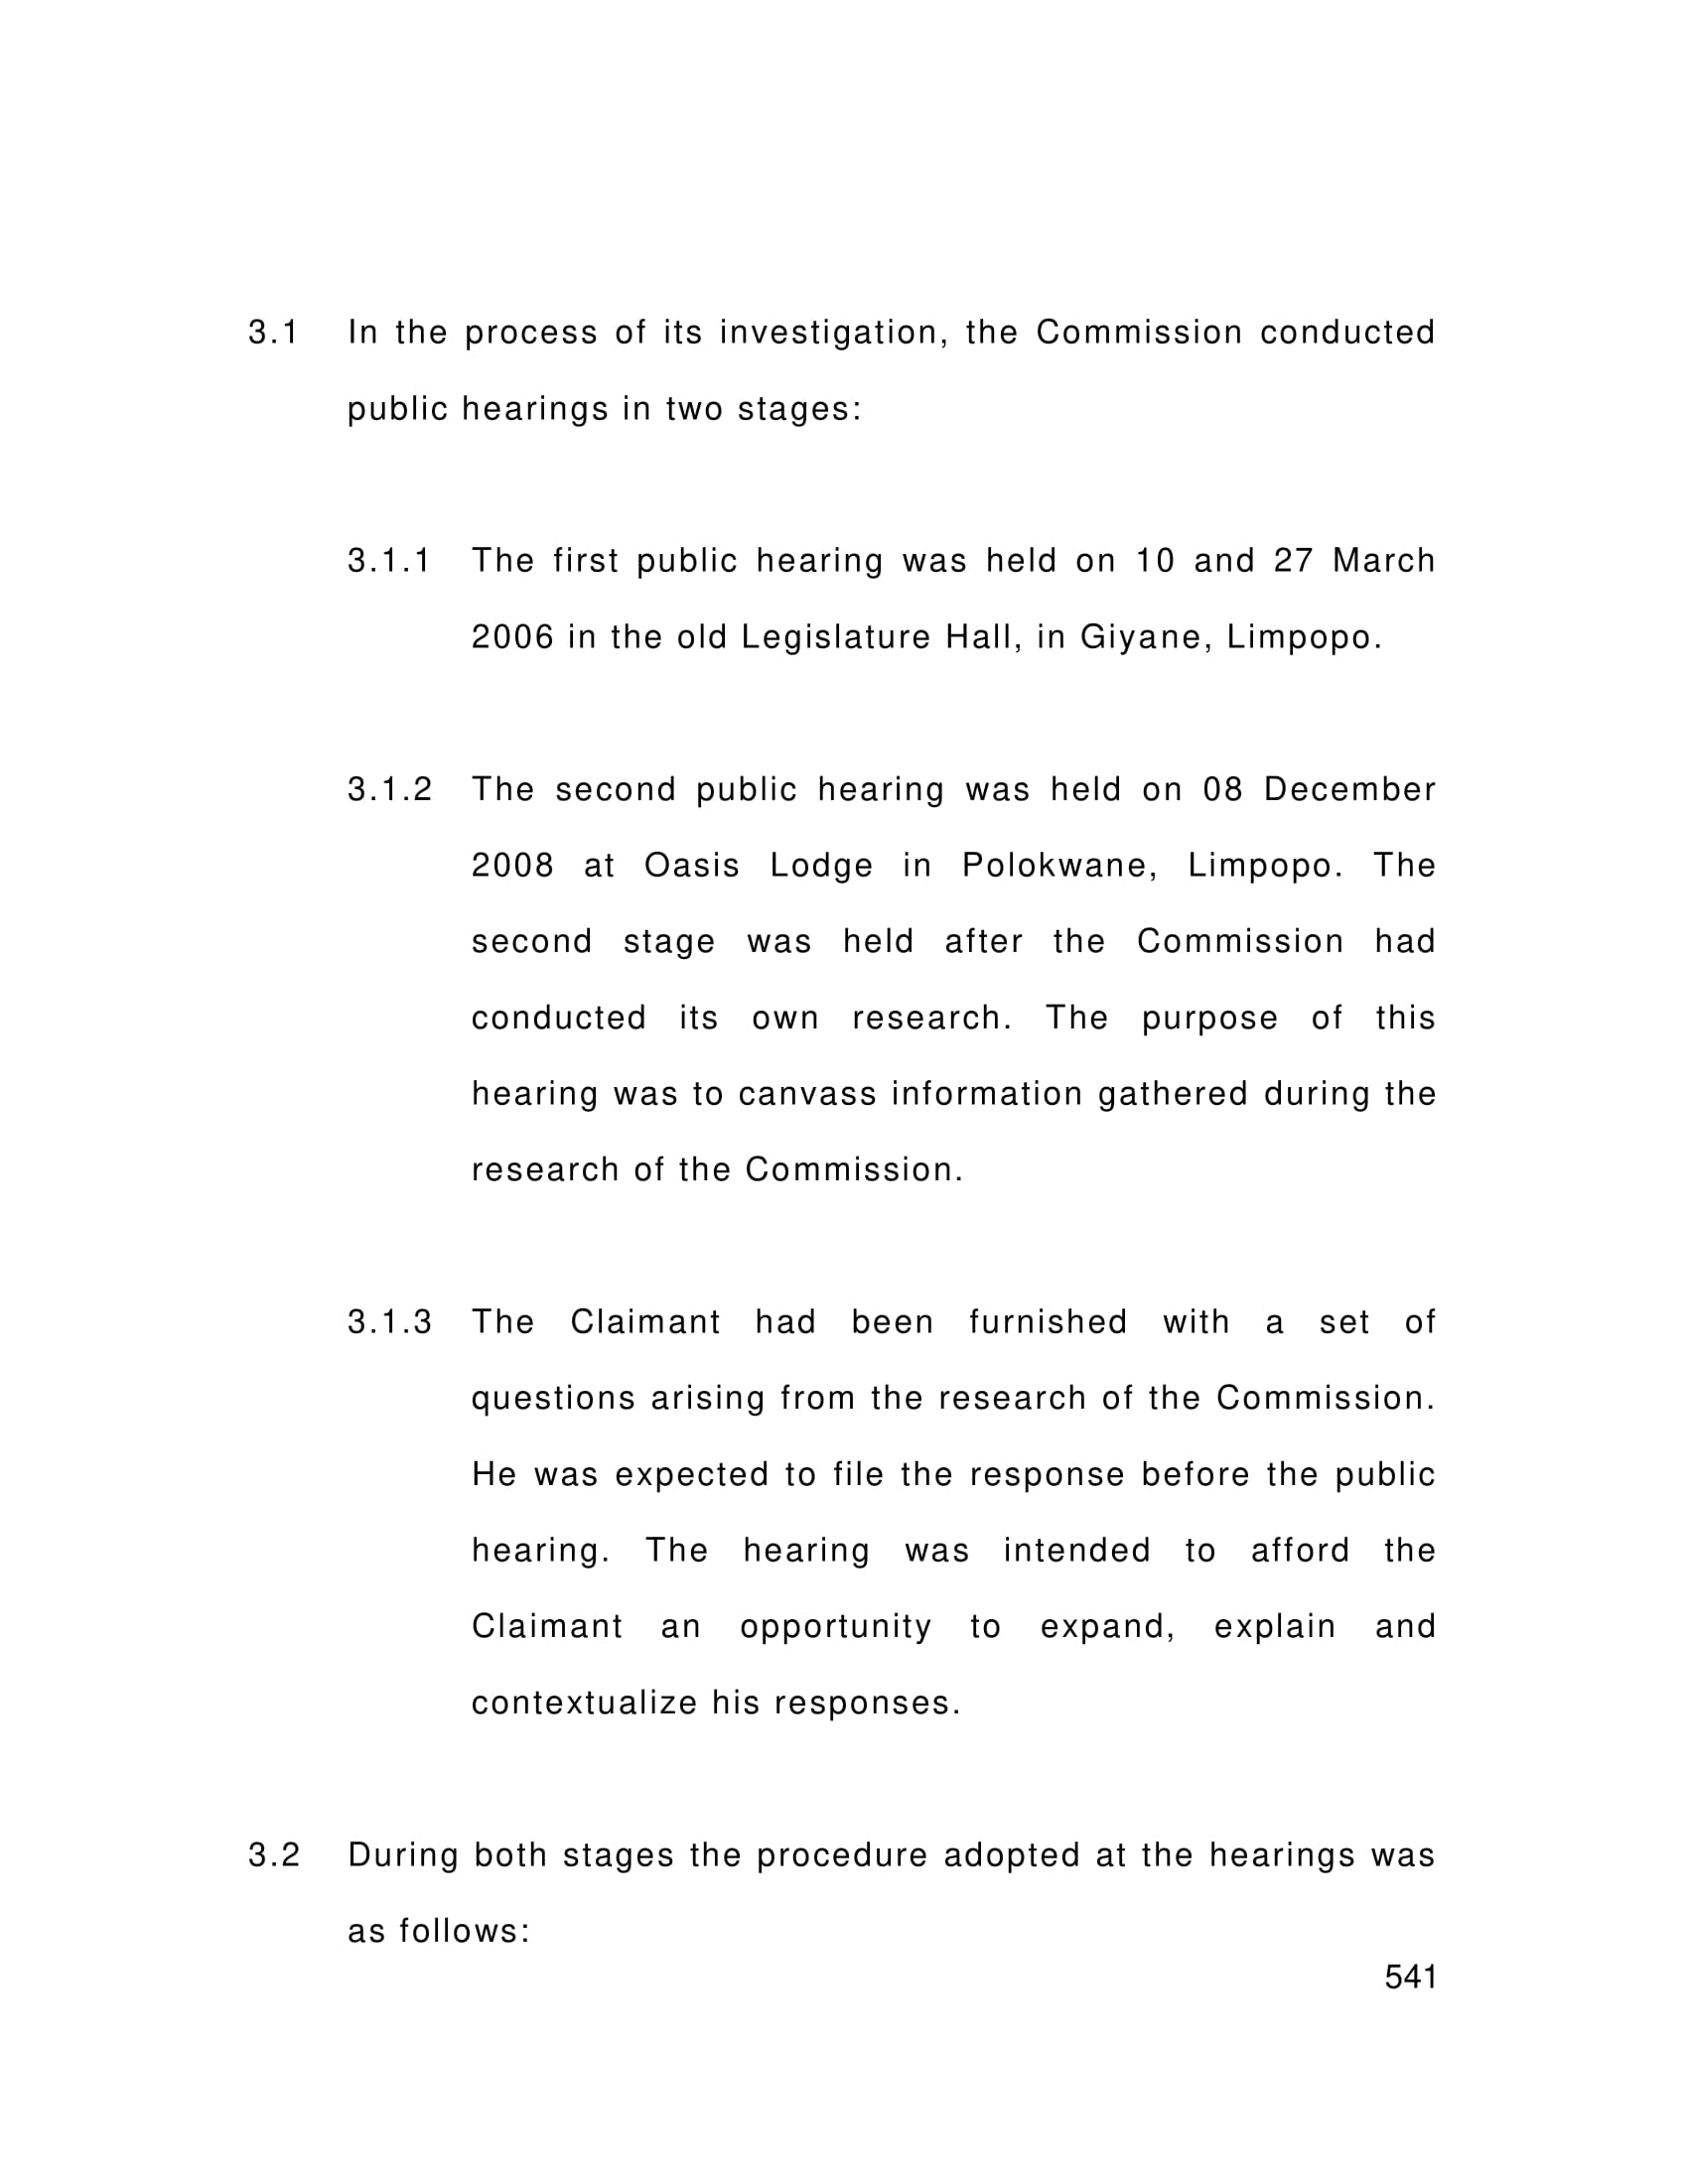 3.1 In the process of its investigation, the Commission conducted
public hearings in two stages:
3.1.1 The first public hearing was held on 10 and 27 March
2006 in the old Legislature Hall, in Giyane, Limpopo.
3.1.2 The second public hearing was held on 08 December
2008 at Oasis Lodge in Polokwane, Limpopo. The
second stage was held after the Commission had
conducted its own research. The purpose of this
hearing was to canvass information gathered during the
research of the Commission.
3.1.3 The Claimant had been furnished with a set of
questions arising from the research of the Commission.
He was expected to file the response before the public
hearing. The hearing was intended to afford the
Claimant an opportunity to expand, explain and
contextualize his responses.
3.2 During both stages the procedure adopted at the hearings was
as follows:
541